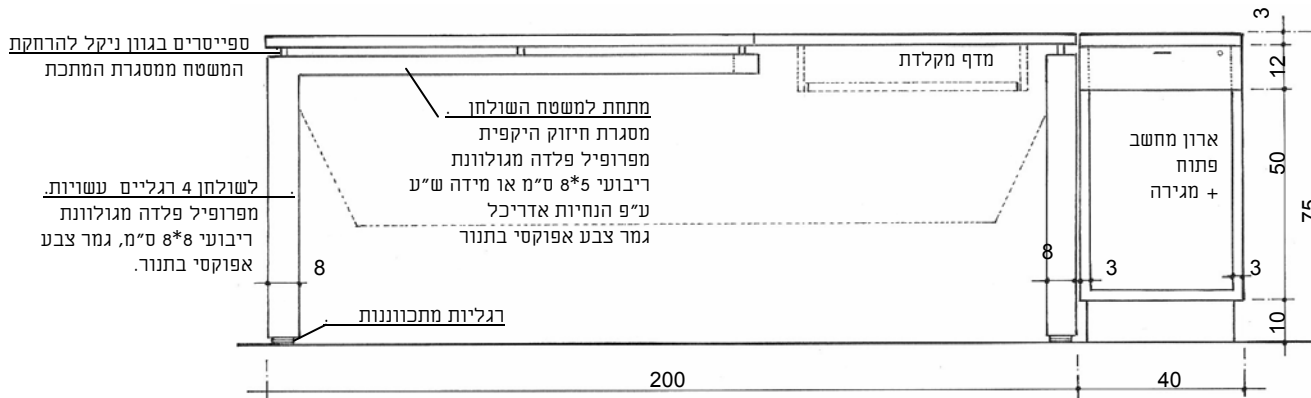 ספייסרים בגוון ניקל להרחקת
המשטח ממסגרת המתכת
מתחת למשטח השולחן .
מסגרת חיזוק היקפית
מפרופיל פלדה מגולוונת
ריבועי 5*8 ס״מ או מידה ש״ע
ע״פ הנחיות אדריכל
גמר צבע אפוקסי בתנור
לשולחן 4 רגליים עשויות.
מפרופיל פלדה מגולוונת
ריבועי 8*8 ס״מ, גמר צבע
אפוקסי בתנור.
רגליות מתכווננות .
מדף מקלדת
ארון מחשב
פתוח
+ מגירה
3
12
50
75
10
8
8
3
3
200
40